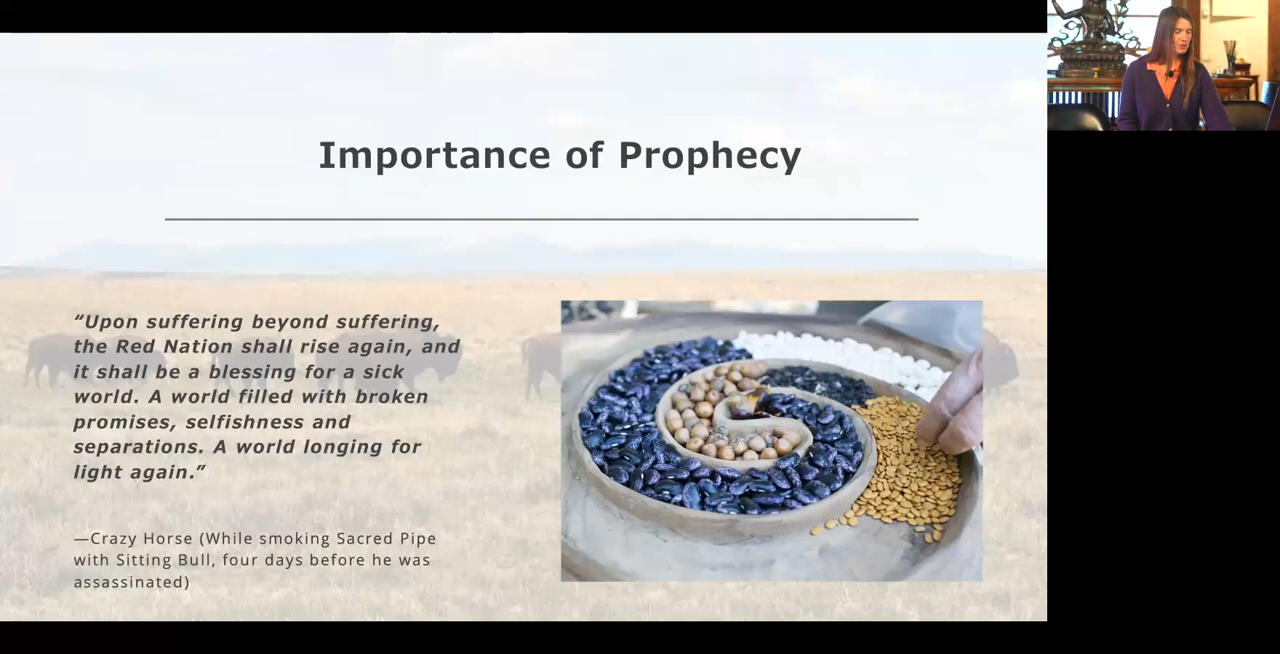 Importance of Prophecy
“Upon suffering beyond suffering,
the Red Nation shall rise again, and
it shall be a blessing for a sick
world. A world filled with broken
promises, selfishness and
separations. A world longing for
light again.”
—Crazy Horse (While smoking Sacred Pipe
with Sitting Bull, four days before he was
assassinated)